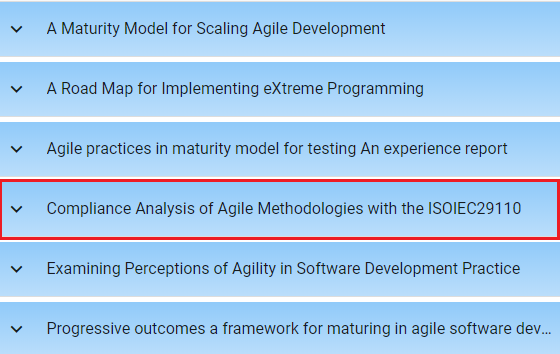 A Maturity Model for Scaling Agile Development
A Road Map for Implementing eXtreme Programming
Agile practices in maturity model for testing An experience report
Compliance Analysis of Agile Methodologies with the ISOIEC29110
Examining Perceptions of Agility in Software Development Practice
Progressive outcomes a framework for maturing in agile software dev...